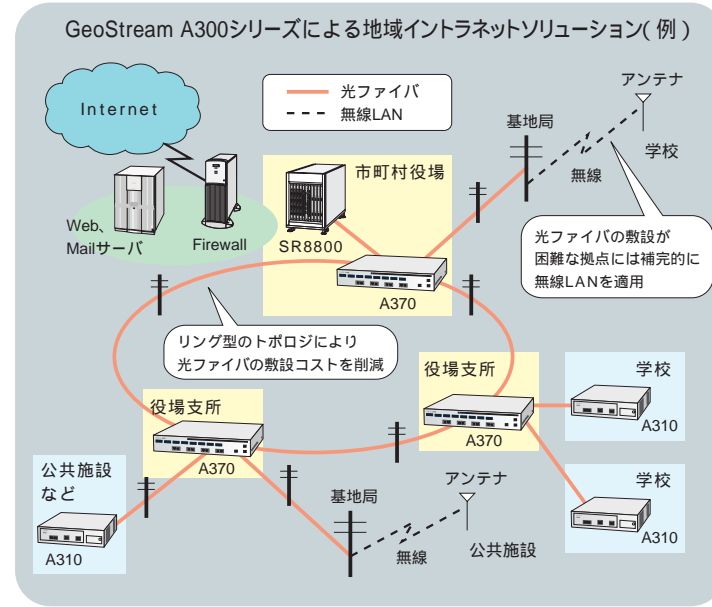 GeoStream A300シリーズによる地域イントラネットソリューション(例)
Internet
光ファイバ
無線LAN
アンテナ
基地局
学校
無線
市町村役場
Web、
Mailサーバ
Firewall
SR8800
A370
光ファイバの敷設が
困難な拠点には補完的に
無線LANを適用
リング型のトポロジにより
光ファイバの敷設コストを削減
役場支所
A370
役場支所
A370
学校
A310
学校
A310
公共施設
など
A310
基地局
アンテナ
無線
公共施設